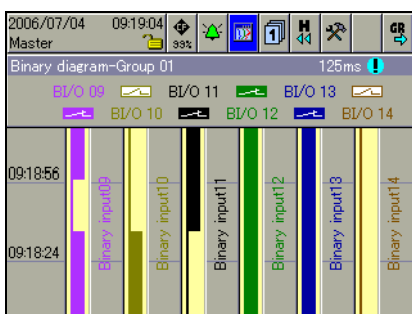 2006/07/04 09:19:04
Master
99%
1
H
GR
Binary diagram-Group 01 125ms !
BI/O 09 BI/O 11 BI/O 13
BI/O 10 BI/O 12 BI/O 14
09:18:56
09:18:24
Binary input09
Binary input10
Binary input11
Binary input12
Binary input13
Binary input14